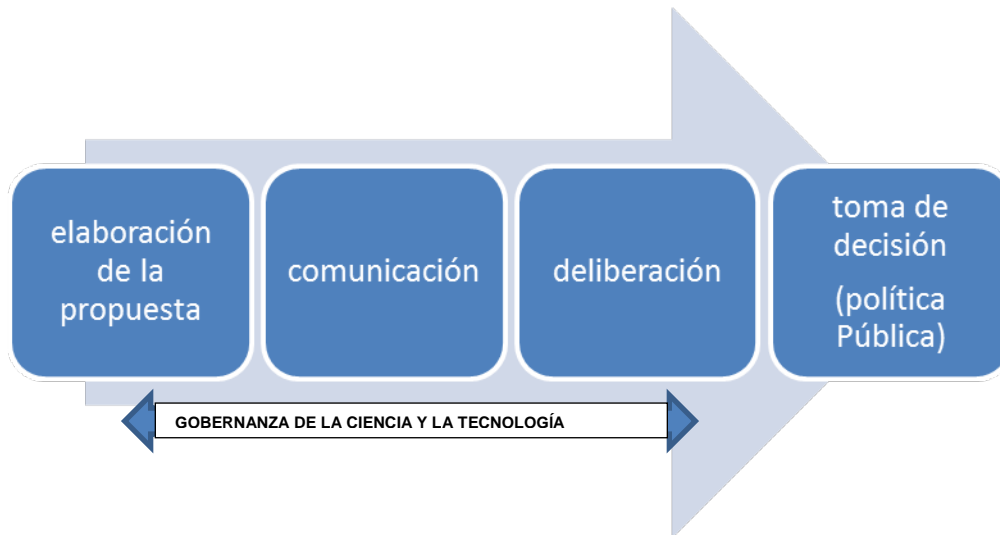 elaboración
de la
propuesta
comunicación
deliberación
toma de
decisión
(política
Pública)
GOBERNANZA DE LA CIENCIA Y LA TECNOLOGÍA